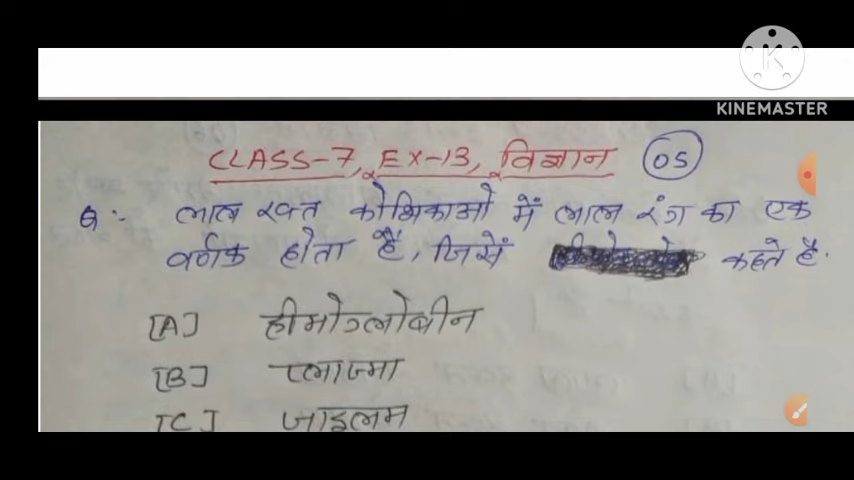 KINEMASTER
CLASS-7, EX-13, विज्ञान 05
Q:- लाल रक्त कोशिकाओ में लाल रंग का एक
वर्णक होता है, जिसें कहते है.
[A] हीमोग्लोबीन
[B] प्लाज्मा
[C] जाइलम